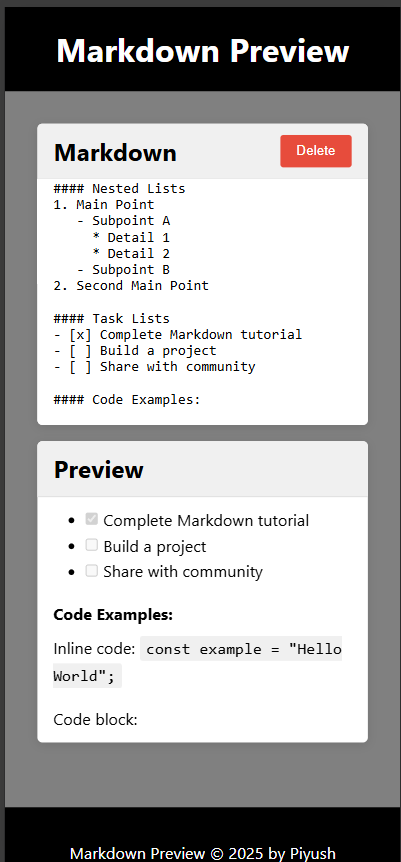 Markdown Preview
Markdown
Delete
#### Nested Lists
1. Main Point
   - Subpoint A
     * Detail 1
     * Detail 2
   - Subpoint B
2. Second Main Point
#### Task Lists
- [x] Complete Markdown tutorial
- [ ] Build a project
- [ ] Share with community
#### Code Examples:
Preview
Complete Markdown tutorial
Build a project
Share with community
Code Examples:
Inline code: const example = "Hello
World";
Code block:
Markdown Preview © 2025 by Piyush